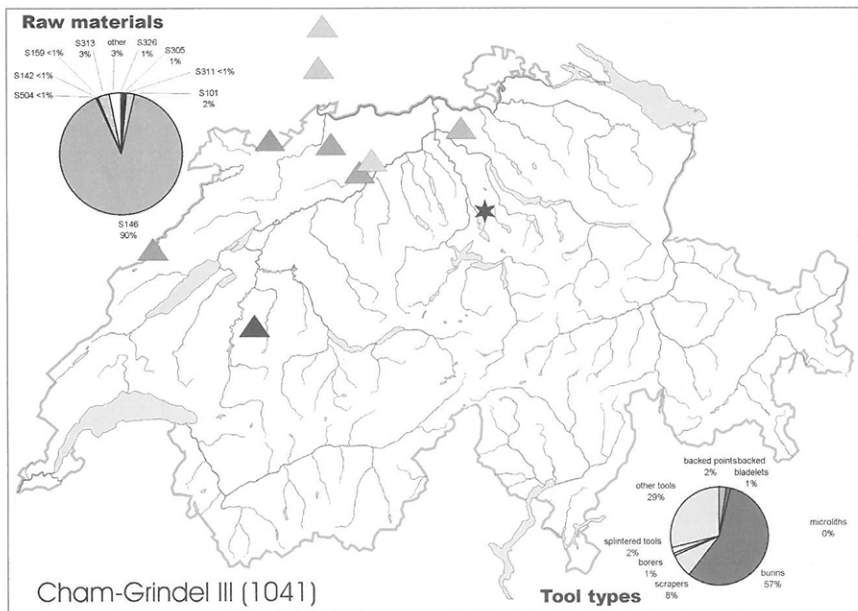 Raw materials
S313
3%
other
3%
S326
1%
S305
1%
S159 <1%
S142 <1%
S504 <1%
S311 <1%
S101
2%
S146
90%
backed points
2%
backed
bladelets
1%
other tools
29%
microliths
0%
splintered tools
2%
borers
1%
scrapers
8%
burins
57%
Cham-Grindel III (1041)
Tool types